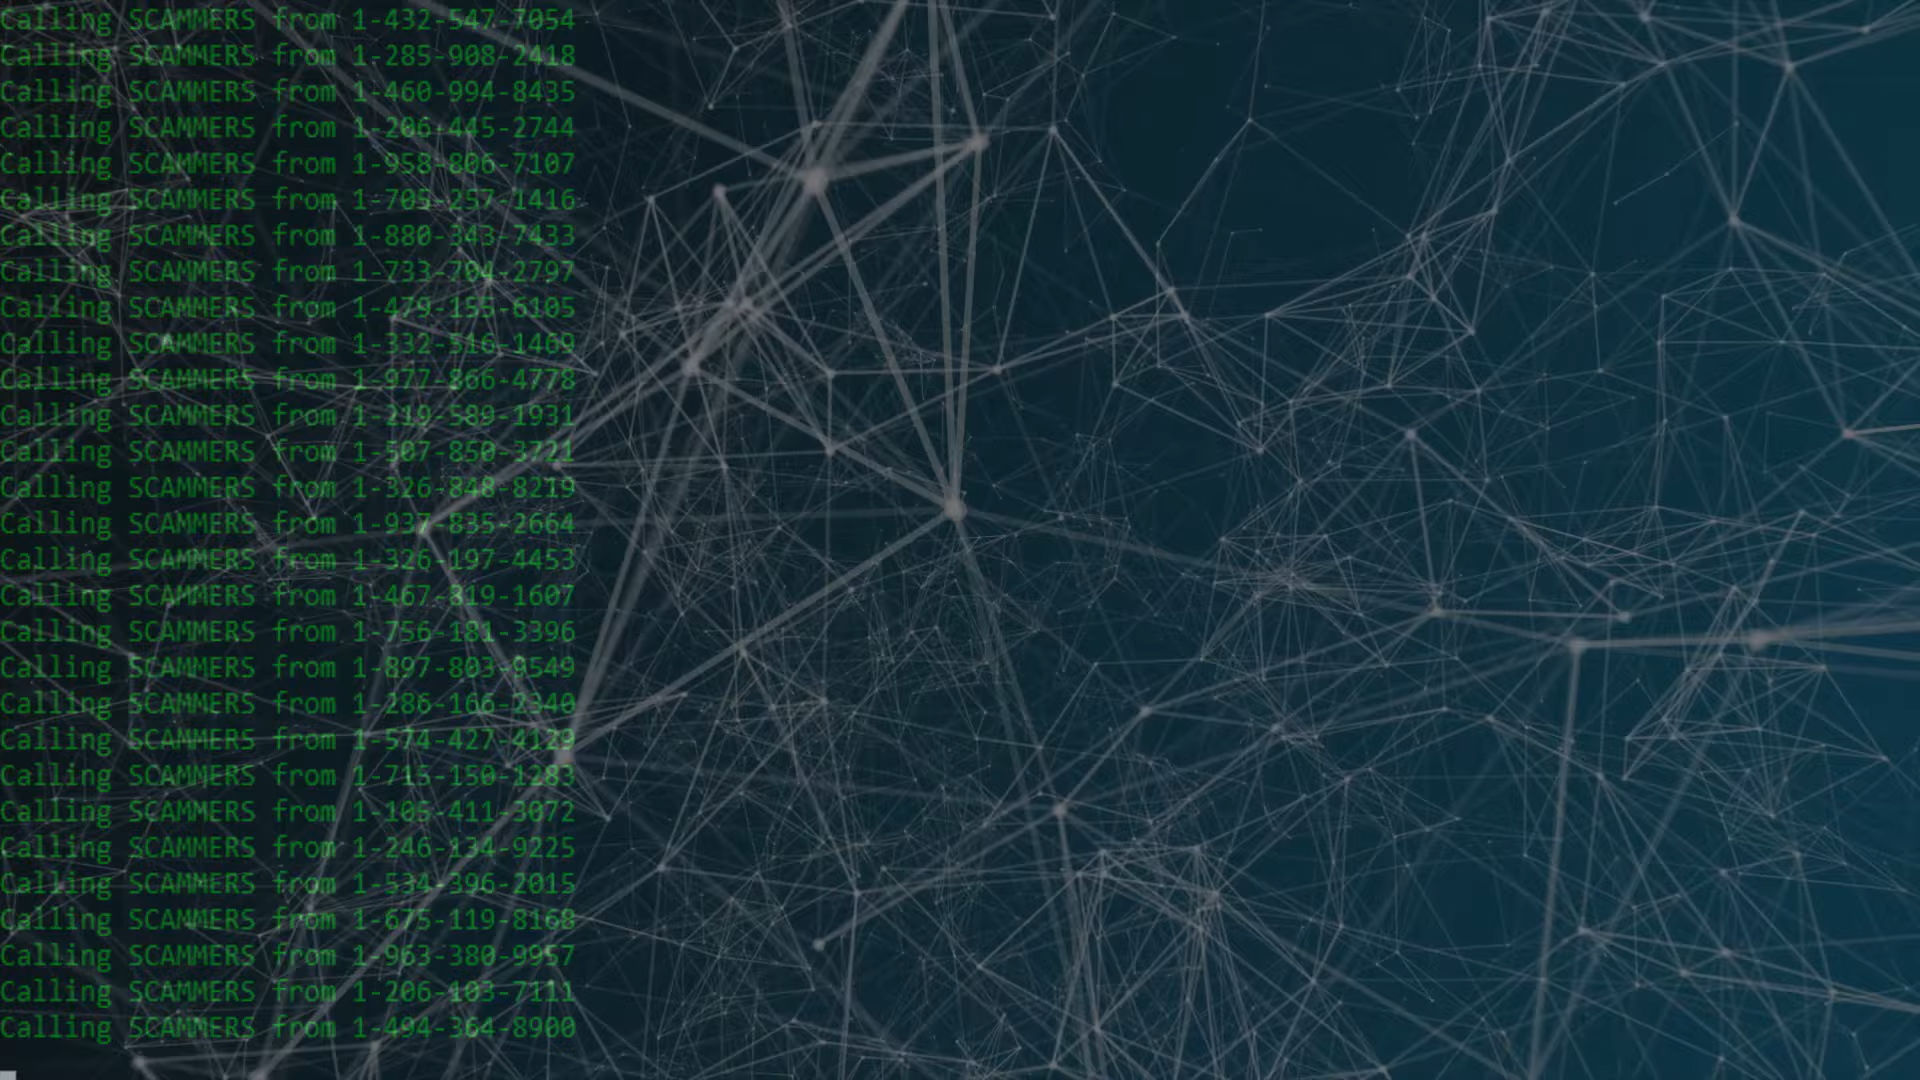 Calling SCAMMERS from 1-432-547-7054
Calling SCAMMERS from 1-285-908-2418
Calling SCAMMERS from 1-460-994-8435
Calling SCAMMERS from 1-206-445-2744
Calling SCAMMERS from 1-958-806-7107
Calling SCAMMERS from 1-705-257-1416
Calling SCAMMERS from 1-880-343-7433
Calling SCAMMERS from 1-733-704-2797
Calling SCAMMERS from 1-479-155-6105
Calling SCAMMERS from 1-332-516-1469
Calling SCAMMERS from 1-977-866-4778
Calling SCAMMERS from 1-219-589-1931
Calling SCAMMERS from 1-507-850-3721
Calling SCAMMERS from 1-326-848-8219
Calling SCAMMERS from 1-937-835-2664
Calling SCAMMERS from 1-326-197-4453
Calling SCAMMERS from 1-467-819-1607
Calling SCAMMERS from 1-756-181-3396
Calling SCAMMERS from 1-897-803-9549
Calling SCAMMERS from 1-286-166-2340
Calling SCAMMERS from 1-574-427-4129
Calling SCAMMERS from 1-715-150-1283
Calling SCAMMERS from 1-105-411-3072
Calling SCAMMERS from 1-246-134-9225
Calling SCAMMERS from 1-534-396-2015
Calling SCAMMERS from 1-675-119-8168
Calling SCAMMERS from 1-963-380-9957
Calling SCAMMERS from 1-206-103-7111
Calling SCAMMERS from 1-494-364-8900